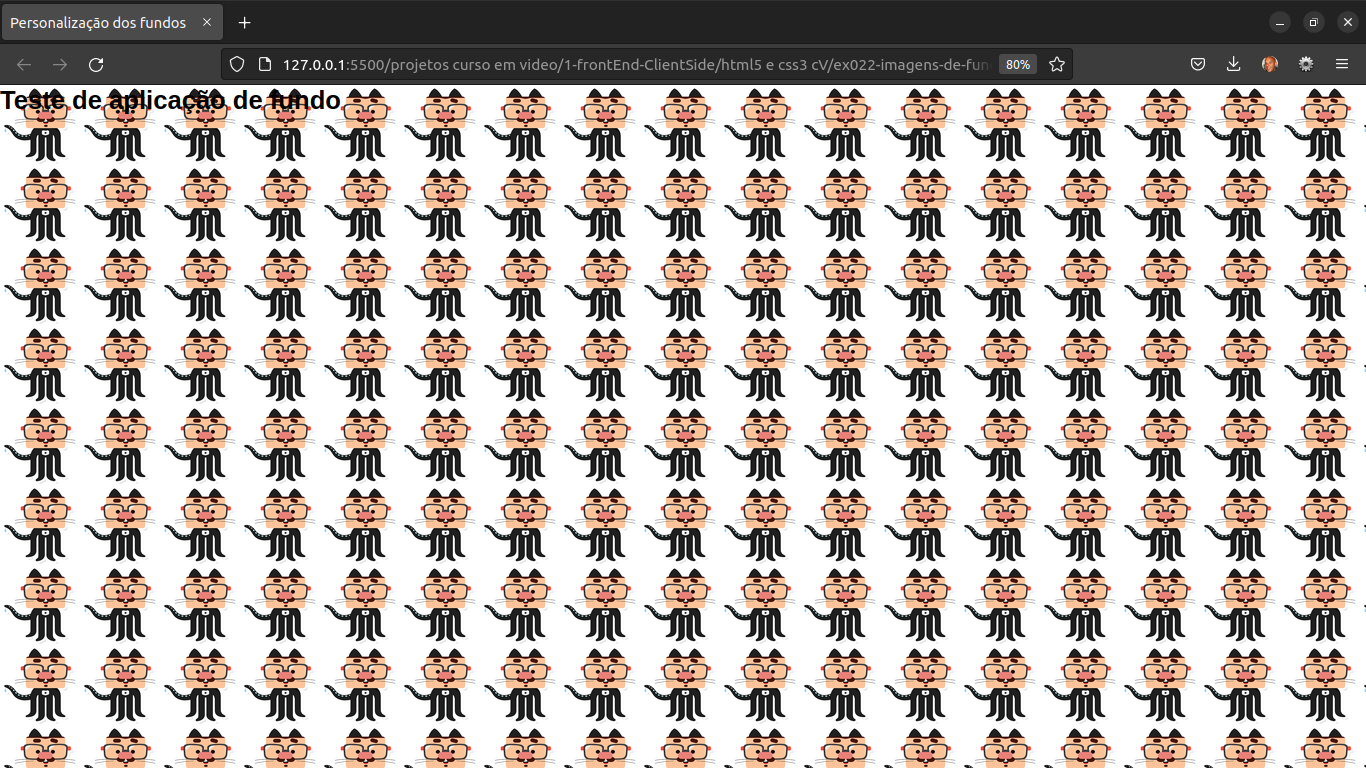 Personalização dos fundos
127.0.0.1:5500/projetos curso em video/1-frontEnd-ClientSide/html5 e css3 cV/ex022-imagens-de-fun
80%
Teste de aplicação de fundo